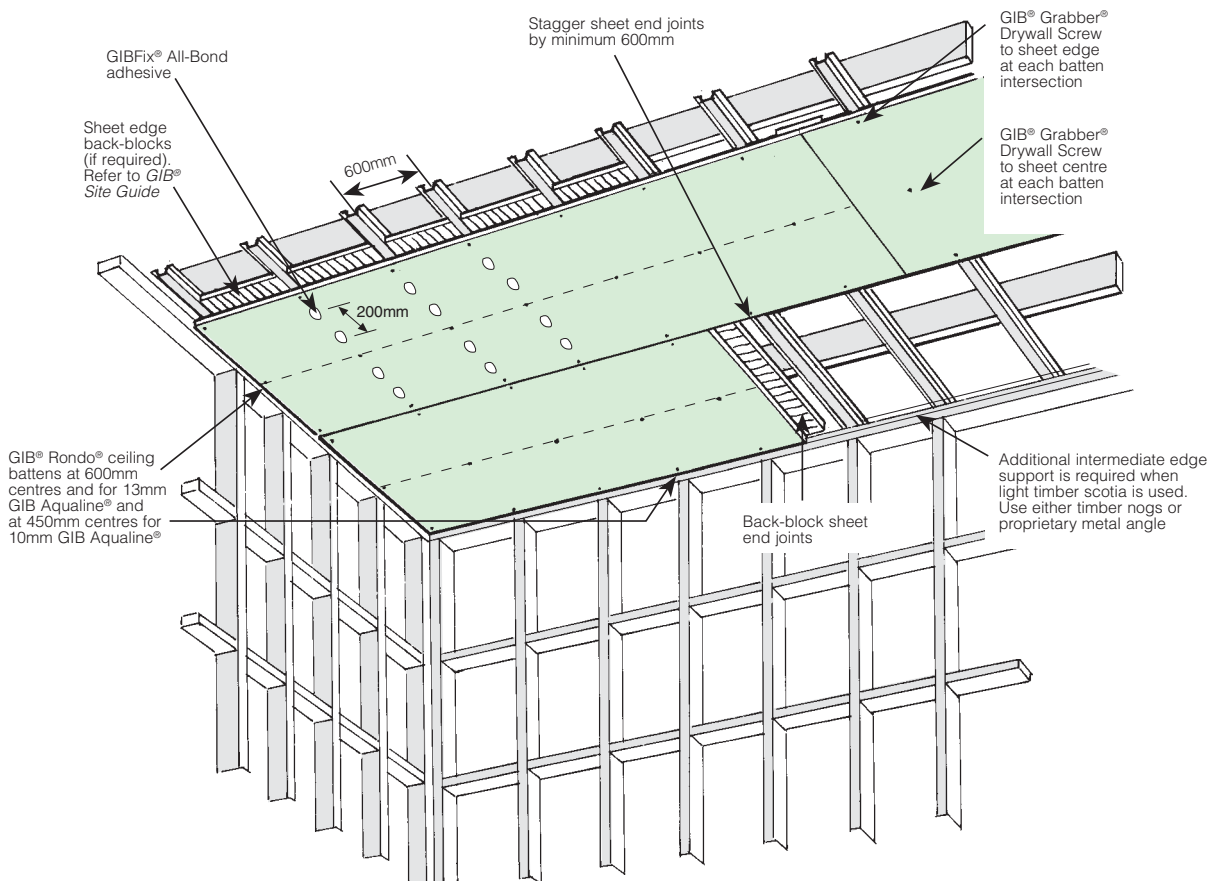 Stagger sheet end joints
by minimum 600mm
GIB® Grabber®
Drywall Screw
to sheet edge
at each batten
intersection
GIBFix® All-Bond
adhesive
Sheet edge
back-blocks
(if required).
Refer to GIB®
Site Guide
600mm
GIB® Grabber®
Drywall Screw
to sheet centre
at each batten
intersection
200mm
GIB® Rondo® ceiling
battens at 600mm
centres and for 13mm
GIB Aqualine® and
at 450mm centres for
10mm GIB Aqualine®
Back-block sheet
end joints
Additional intermediate edge
support is required when
light timber scotia is used.
Use either timber nogs or
proprietary metal angle